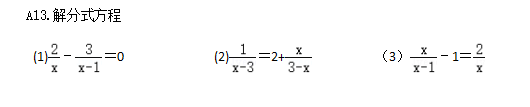 A13.解分式方程
(1) 2/x - 3/(x-1) =0 (2) 1/(x-3) =2+ x/(3-x) （3） x/(x-1) - 1= 2/x